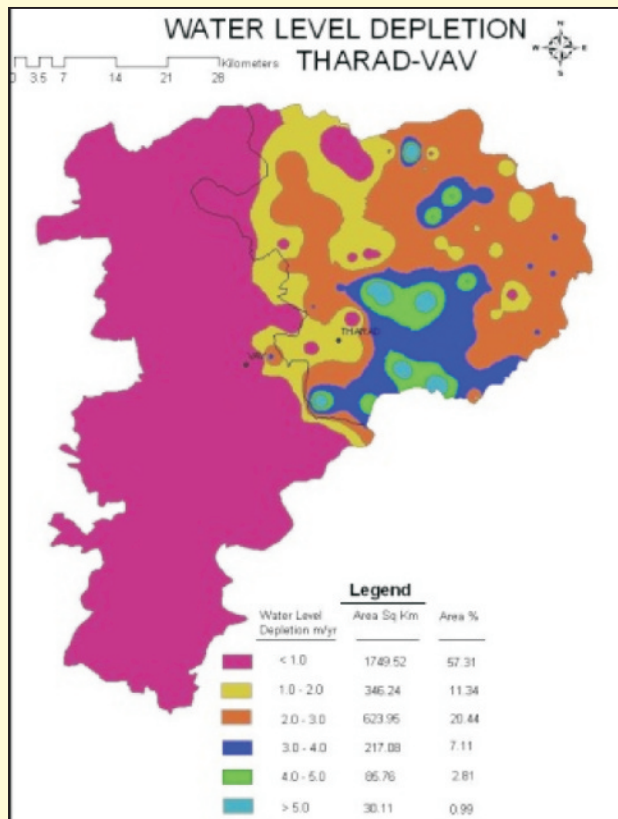 WATER LEVEL DEPLETION
THARAD-VAV
N
W E
S
Kilometers
0 3.5 7 14 21 28
THARAD
VAV
Legend
Water Level Depletion m/yr Area Sq Km Area %
< 1.0 1749.52 57.31
1.0 - 2.0 346.24 11.34
2.0 - 3.0 623.95 20.44
3.0 - 4.0 217.08 7.11
4.0 - 5.0 85.76 2.81
> 5.0 30.11 0.99